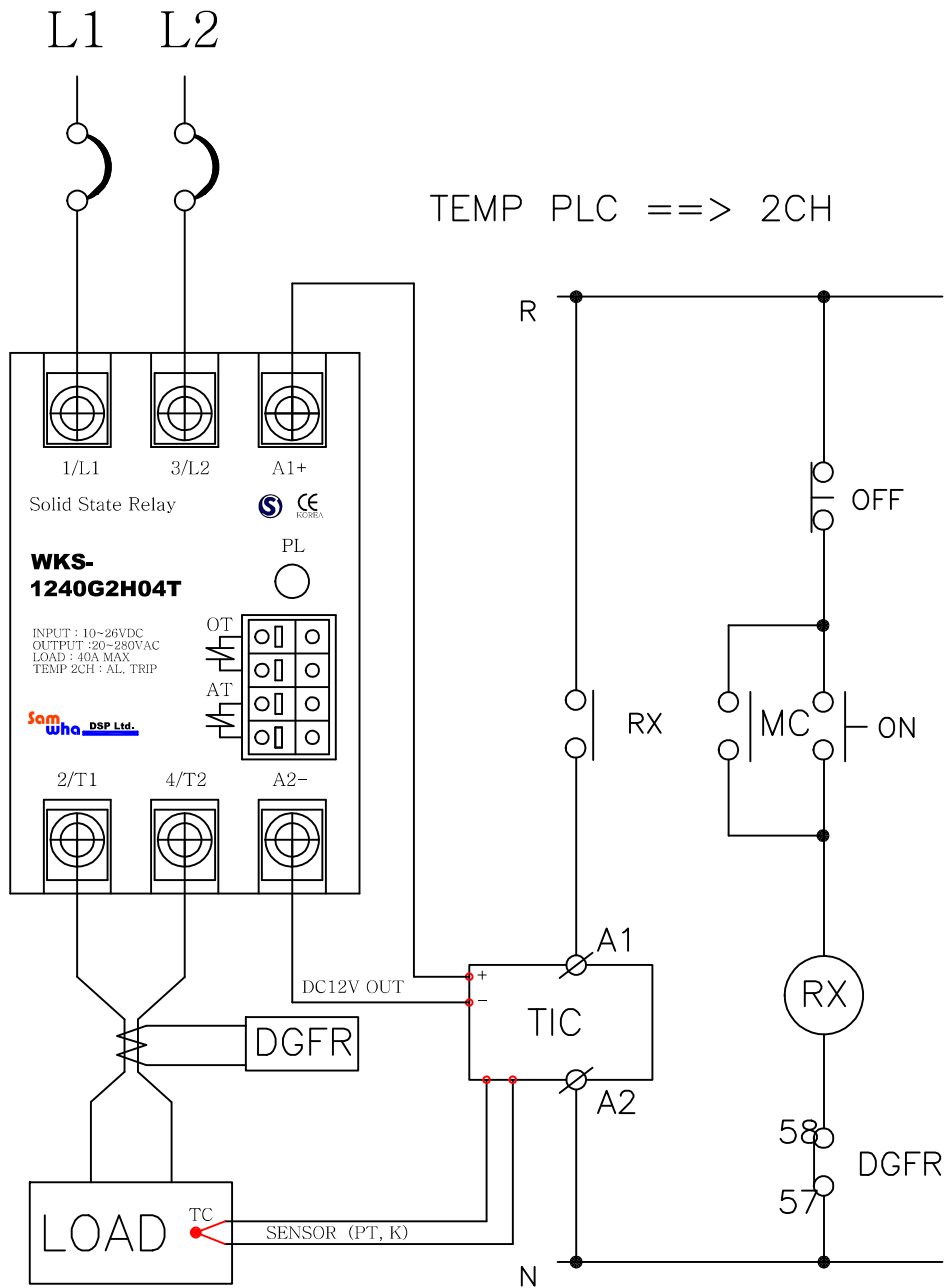 L1 L2
TEMP PLC ==> 2CH
R
1/L1 3/L2 A1+
Solid State Relay
S CE
KOREA
OFF
PL
WKS-
1240G2H04T
OT
INPUT : 10~26VDC
OUTPUT :20~280VAC
LOAD : 40A MAX
TEMP 2CH : AL, TRIP
AT
RX
MC
ON
Sam
wha DSP Ltd.
2/T1 4/T2 A2-
A1
+
DC12V OUT
-
TIC
RX
DGFR
A2
58
DGFR
57
TC
LOAD
SENSOR (PT, K)
N